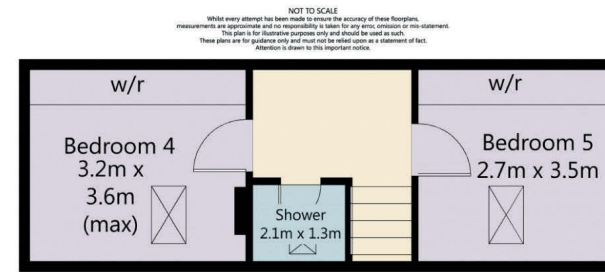 NOT TO SCALE
Whilst every attempt has been made to ensure the accuracy of these floorplans,
measurements are approximate and no responsibility is taken for any error, omission or mis-statement.
This plan is for illustrative purposes only and should be used as such.
These plans are for guidance only and must not be relied upon as a statement of fact.
Attention is drawn to this important notice.
w/r
w/r
Bedroom 4
3.2m x
3.6m
(max)
Shower
2.1m x 1.3m
Bedroom 5
2.7m x 3.5m